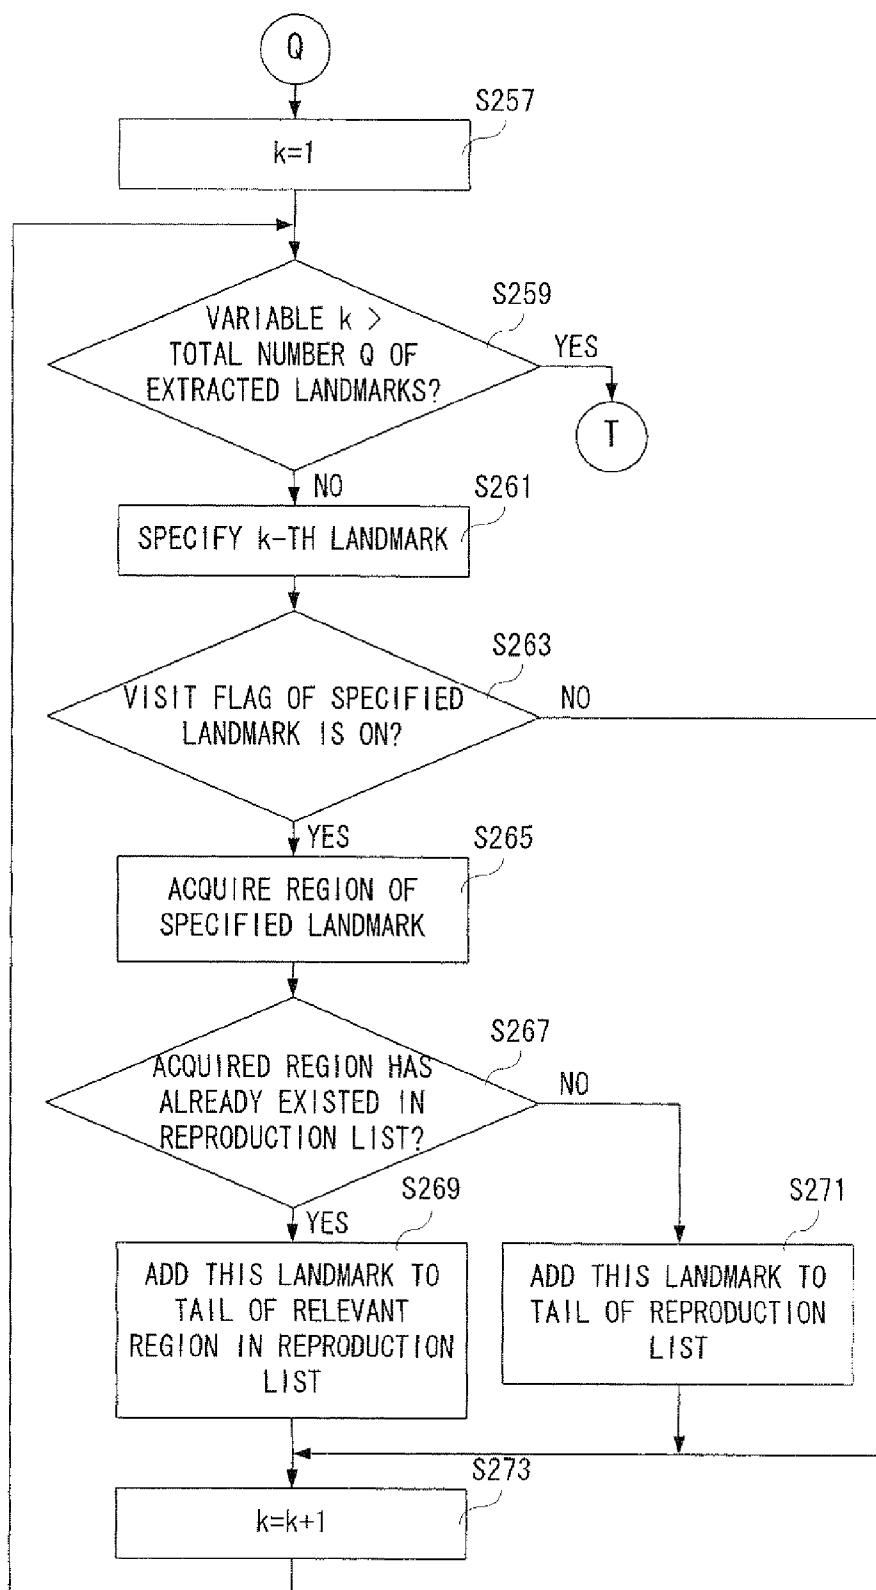 Q
S257
k=1
S259
VARIABLE k >
TOTAL NUMBER Q OF
EXTRACTED LANDMARKS?
YES
T
NO
S261
SPECIFY k-TH LANDMARK
S263
VISIT FLAG OF SPECIFIED
LANDMARK IS ON?
NO
YES
S265
ACQUIRE REGION OF
SPECIFIED LANDMARK
S267
ACQUIRED REGION HAS
ALREADY EXISTED IN
REPRODUCTION LIST?
NO
YES
S269
ADD THIS LANDMARK TO
TAIL OF RELEVANT
REGION IN REPRODUCTION
LIST
S271
ADD THIS LANDMARK TO
TAIL OF REPRODUCTION
LIST
S273
k=k+1